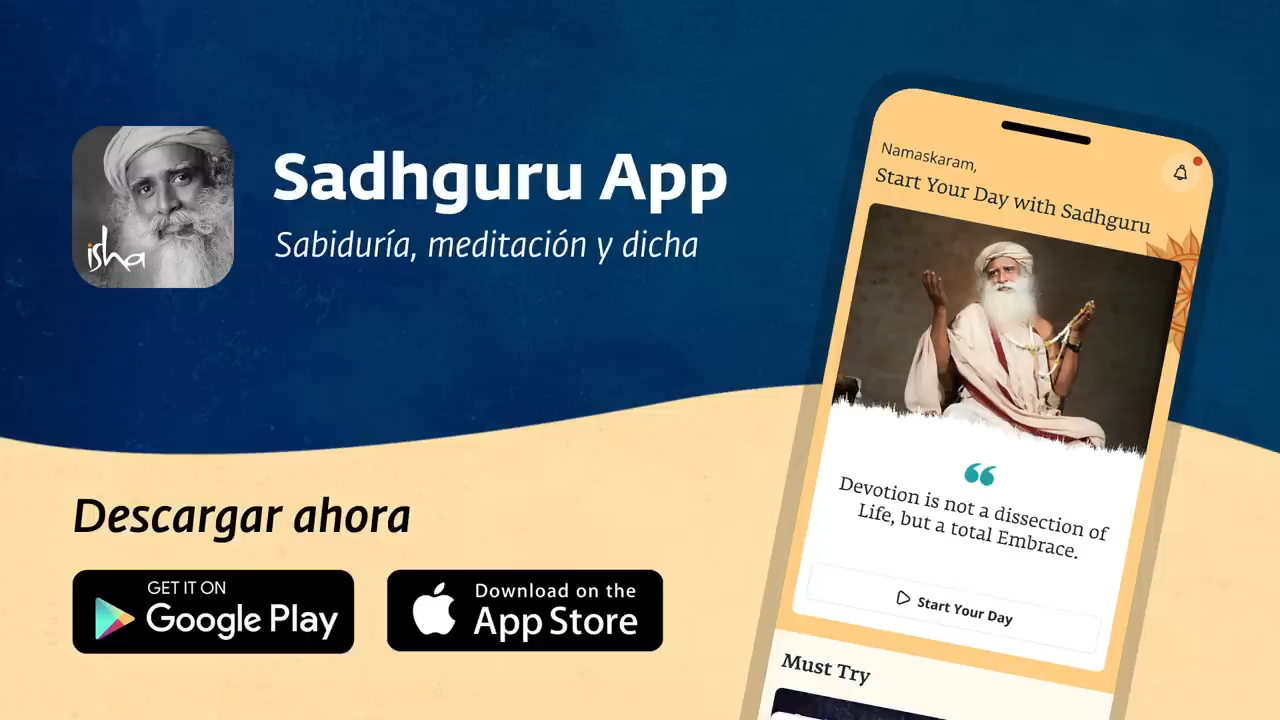 isha
Sadhguru App
Sabiduría, meditación y dicha
Descargar ahora
GET IT ON
Google Play
Download on the
App Store
Namaskaram,
Start Your Day with Sadhguru
“
Devotion is not a dissection of
Life, but a total Embrace.
Start Your Day
Must Try